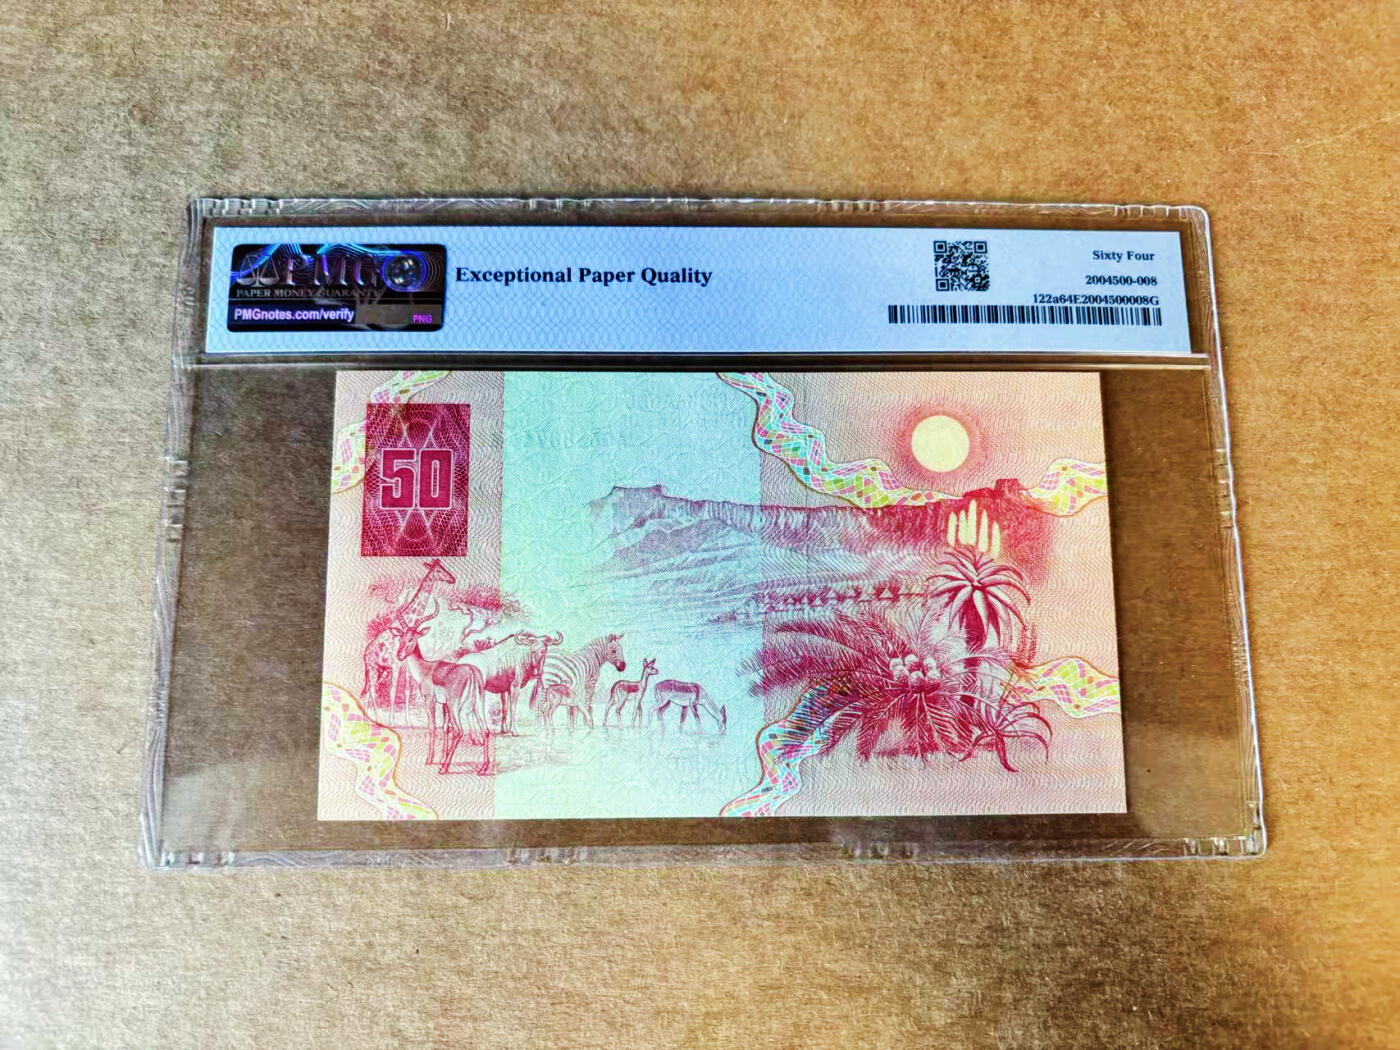 PMG
PAPER MONEY GUARANTY
PMGnotes.com/verify
PNG
Exceptional Paper Quality
Sixty Four
2004500-008
122a64E2004500008G
50